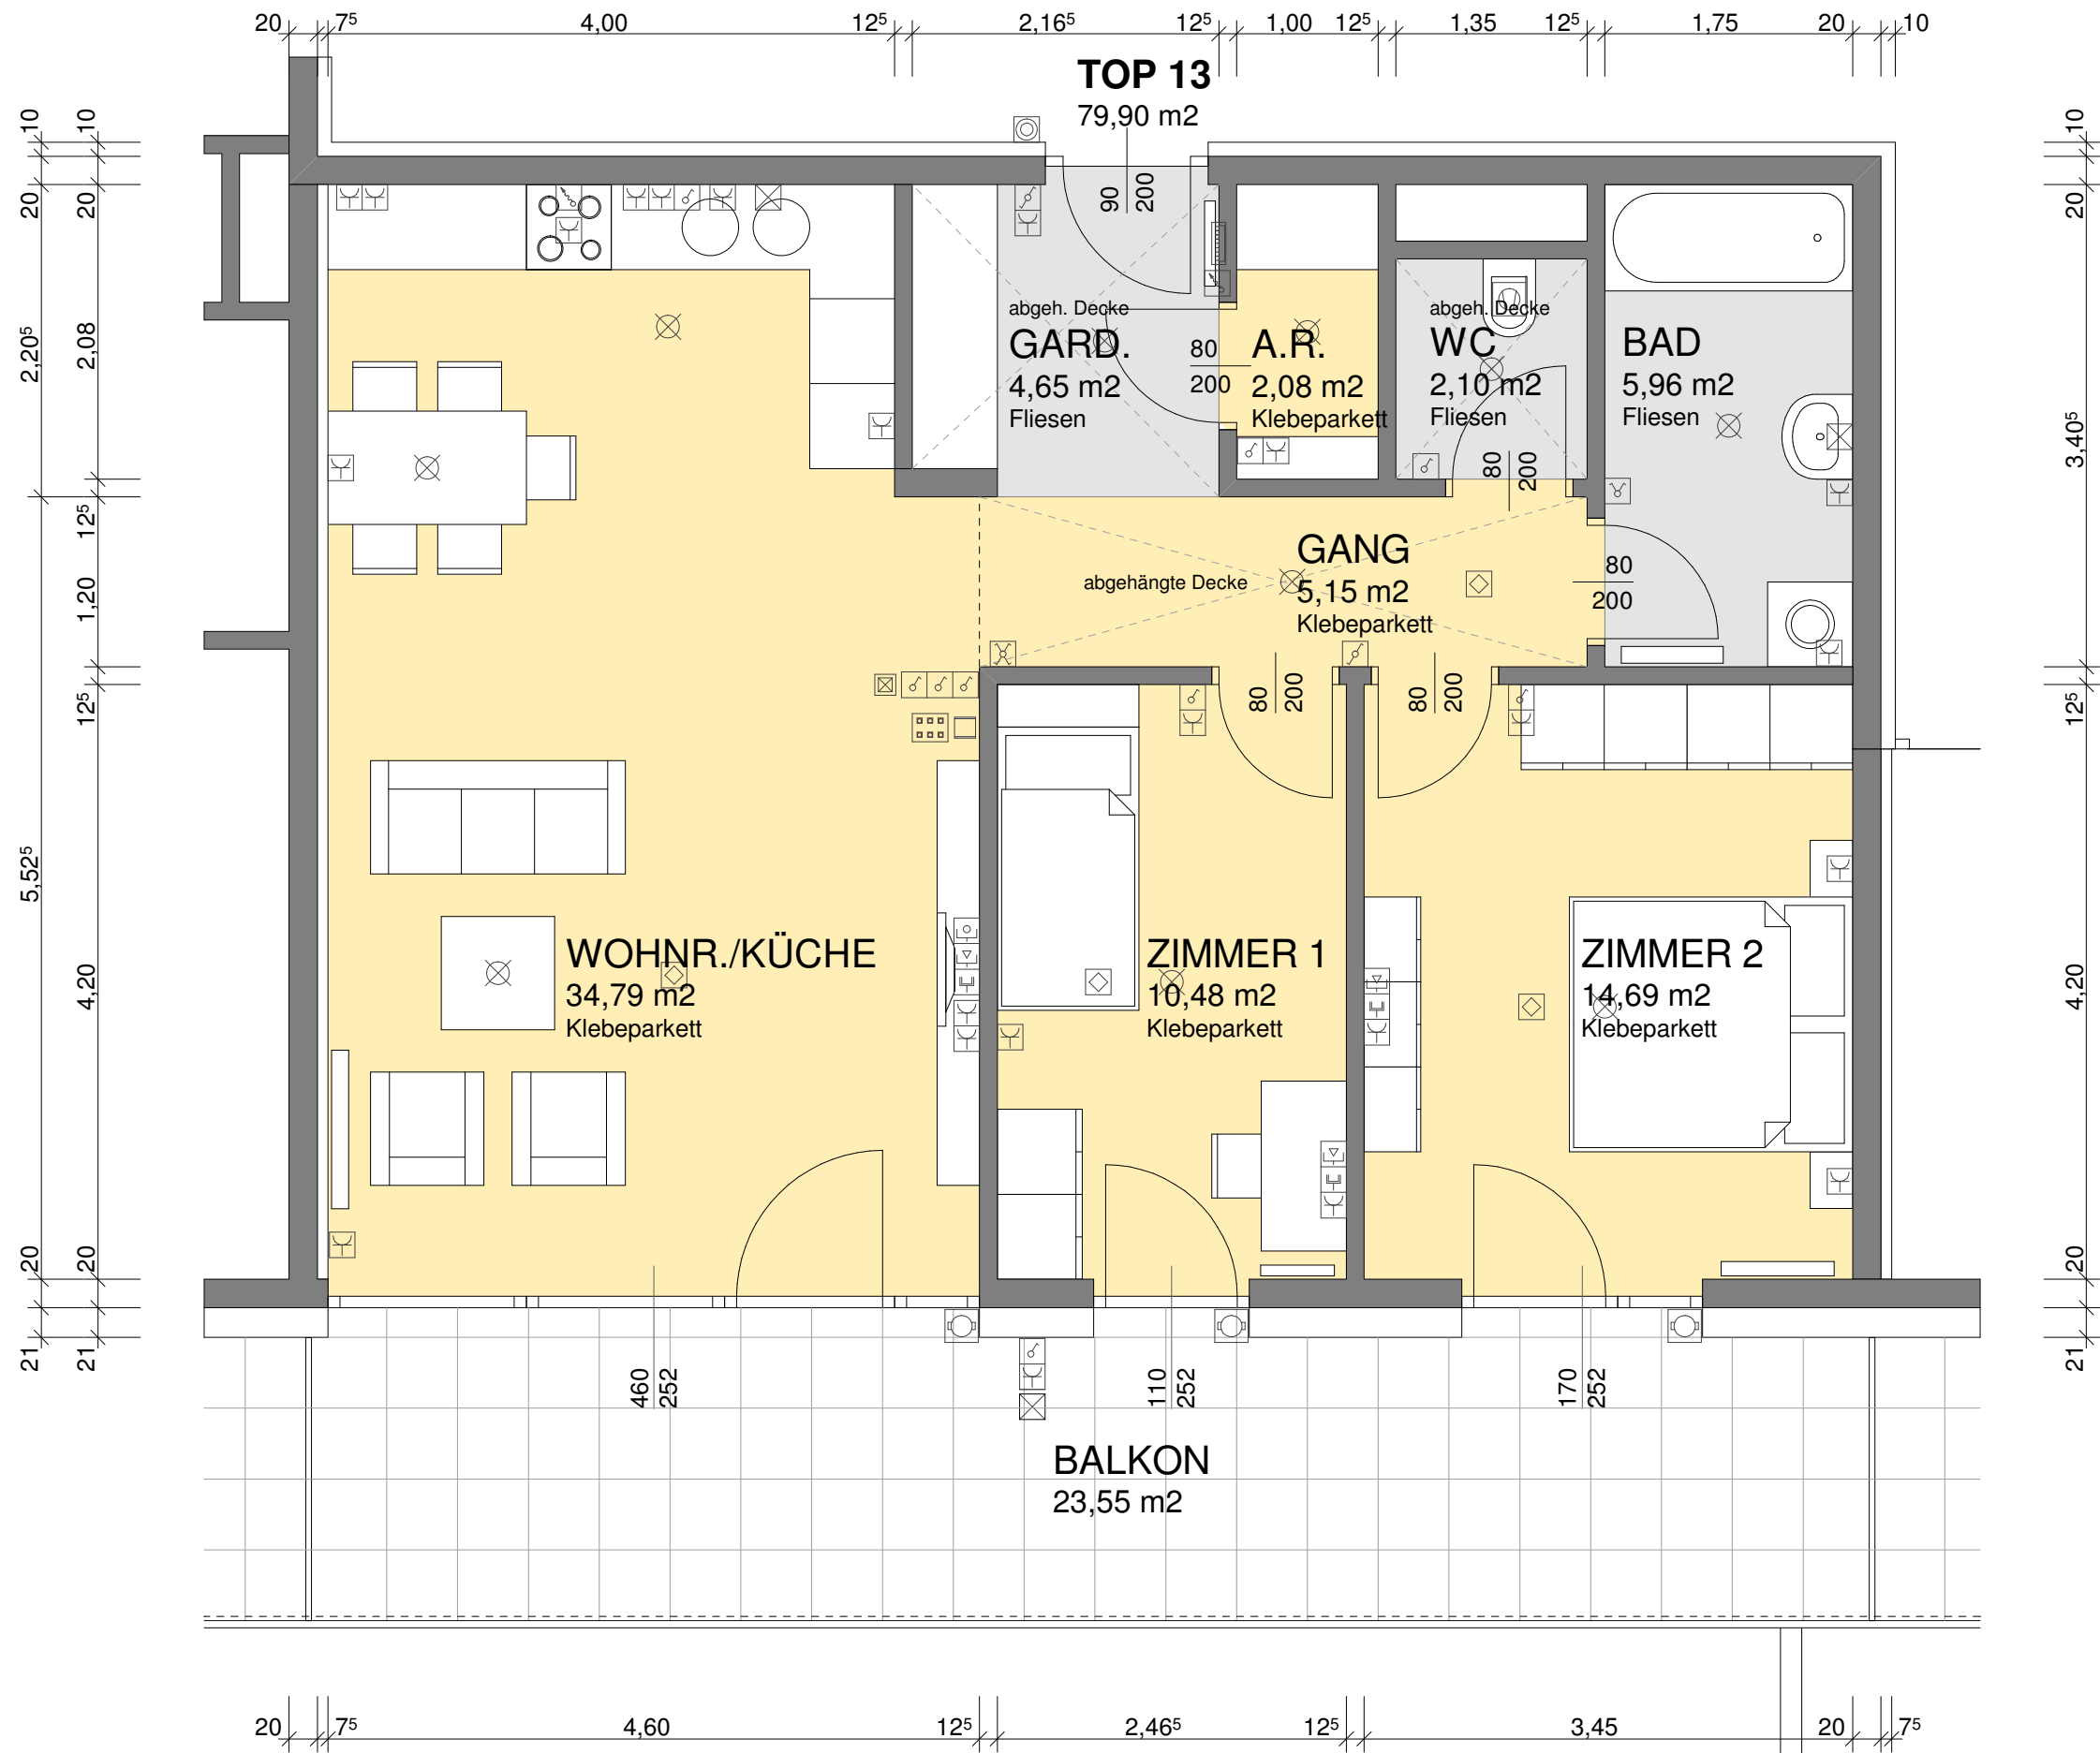 20 7⁵ 4,00 12⁵ 2,16⁵ 12⁵ 1,00 12⁵ 1,35 12⁵ 1,75 20 10
TOP 13
79,90 m2
10 10 10
20 20 20
90
200
2,20⁵ 2,08
abgeh. Decke
GARD.
4,65 m2
Fliesen
80
200
A.R.
2,08 m2
Klebeparkett
abgeh. Decke
WC
2,10 m2
Fliesen
BAD
5,96 m2
Fliesen
3,40⁵
80
200
12⁵
1,20
abgehängte Decke
GANG
5,15 m2
Klebeparkett
80
200
12⁵
80
200
80
200
12⁵
5,52⁵
4,20
WOHNR./KÜCHE
34,79 m2
Klebeparkett
ZIMMER 1
10,48 m2
Klebeparkett
ZIMMER 2
14,69 m2
Klebeparkett
4,20
20 20 20
21 21 21
460
252
110
252
170
252
BALKON
23,55 m2
20 7⁵ 4,60 12⁵ 2,46⁵ 12⁵ 3,45 20 7⁵